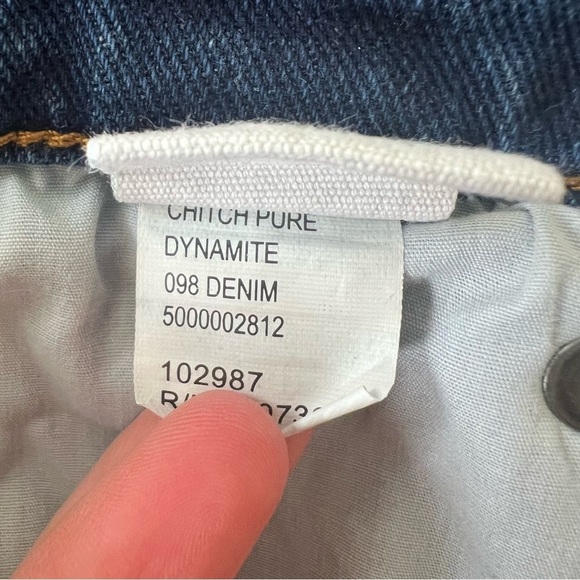 CHITCH PURE
DYNAMITE
098 DENIM
5000002812
102987